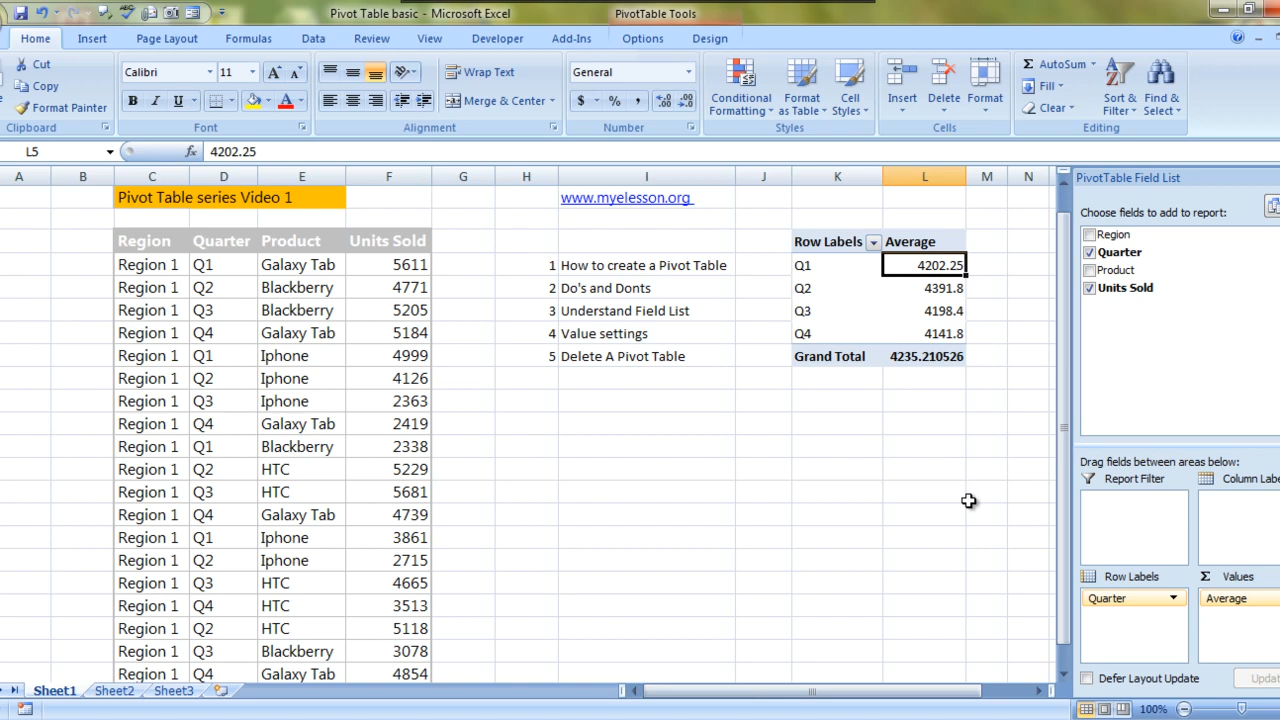 Pivot Table basic - Microsoft Excel
PivotTable Tools
Home Insert Page Layout Formulas Data Review View Developer Add-Ins Options Design
Cut
Copy
Format Painter
Clipboard
Calibri 11
B I U
Font
Wrap Text
Merge & Center
Alignment
General
$ % ,
Number
Conditional Formatting
Format as Table
Cell Styles
Styles
Insert Delete Format
Cells
AutoSum
Fill
Clear
Sort & Filter
Find & Select
Editing
L5 fx 4202.25
A B C D E F G H I J K L M N
Pivot Table series Video 1
www.myelesson.org
Region Quarter Product Units Sold
Region 1 Q1 Galaxy Tab 5611
Region 1 Q2 Blackberry 4771
Region 1 Q3 Blackberry 5205
Region 1 Q4 Galaxy Tab 5184
Region 1 Q1 Iphone 4999
Region 1 Q2 Iphone 4126
Region 1 Q3 Iphone 2363
Region 1 Q4 Galaxy Tab 2419
Region 1 Q1 Blackberry 2338
Region 1 Q2 HTC 5229
Region 1 Q3 HTC 5681
Region 1 Q4 Galaxy Tab 4739
Region 1 Q1 Iphone 3861
Region 1 Q2 Iphone 2715
Region 1 Q3 HTC 4665
Region 1 Q4 HTC 3513
Region 1 Q2 HTC 5118
Region 1 Q3 Blackberry 3078
Region 1 Q4 Galaxy Tab 4854
1 How to create a Pivot Table
2 Do's and Donts
3 Understand Field List
4 Value settings
5 Delete A Pivot Table
Row Labels Average
Q1 4202.25
Q2 4391.8
Q3 4198.4
Q4 4141.8
Grand Total 4235.210526
PivotTable Field List
Choose fields to add to report:
Region
Quarter
Product
Units Sold
Drag fields between areas below:
Report Filter Column Labe
Row Labels Σ Values
Quarter Average
Defer Layout Update Updat
Sheet1 Sheet2 Sheet3
100%